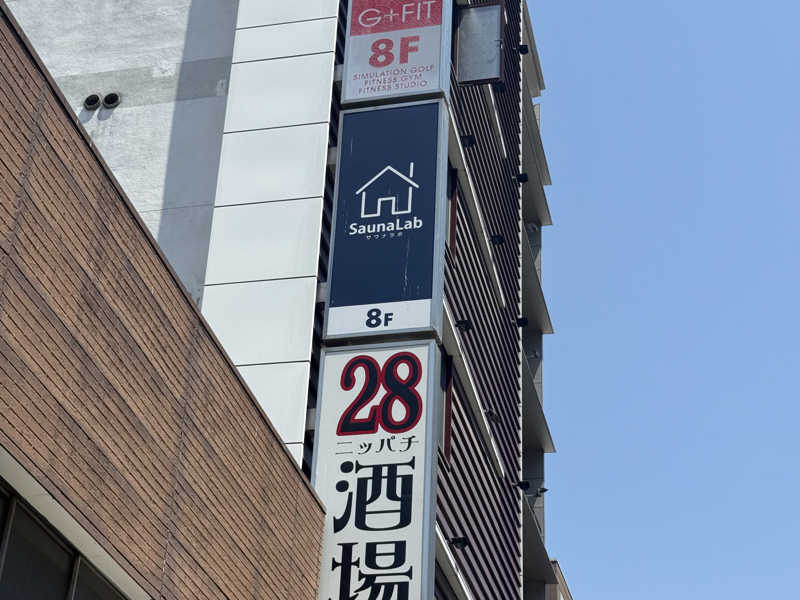 G+FIT
8F
SIMULATION GOLF
FITNESS GYM
FITNESS STUDIO
SaunaLab
サウナラボ
8F
28
ニッパチ
酒
場